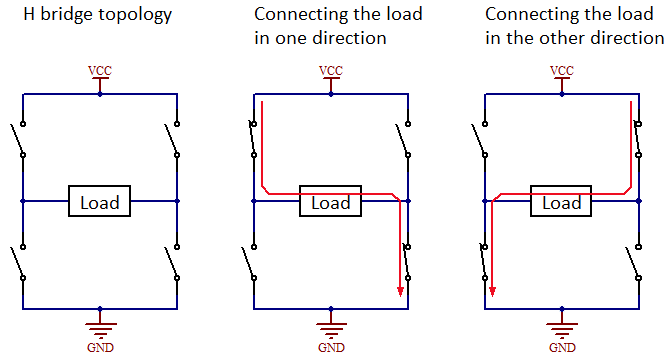 H bridge topology
Connecting the load
in one direction
Connecting the load
in the other direction
VCC
VCC
VCC
Load
Load
Load
GND
GND
GND